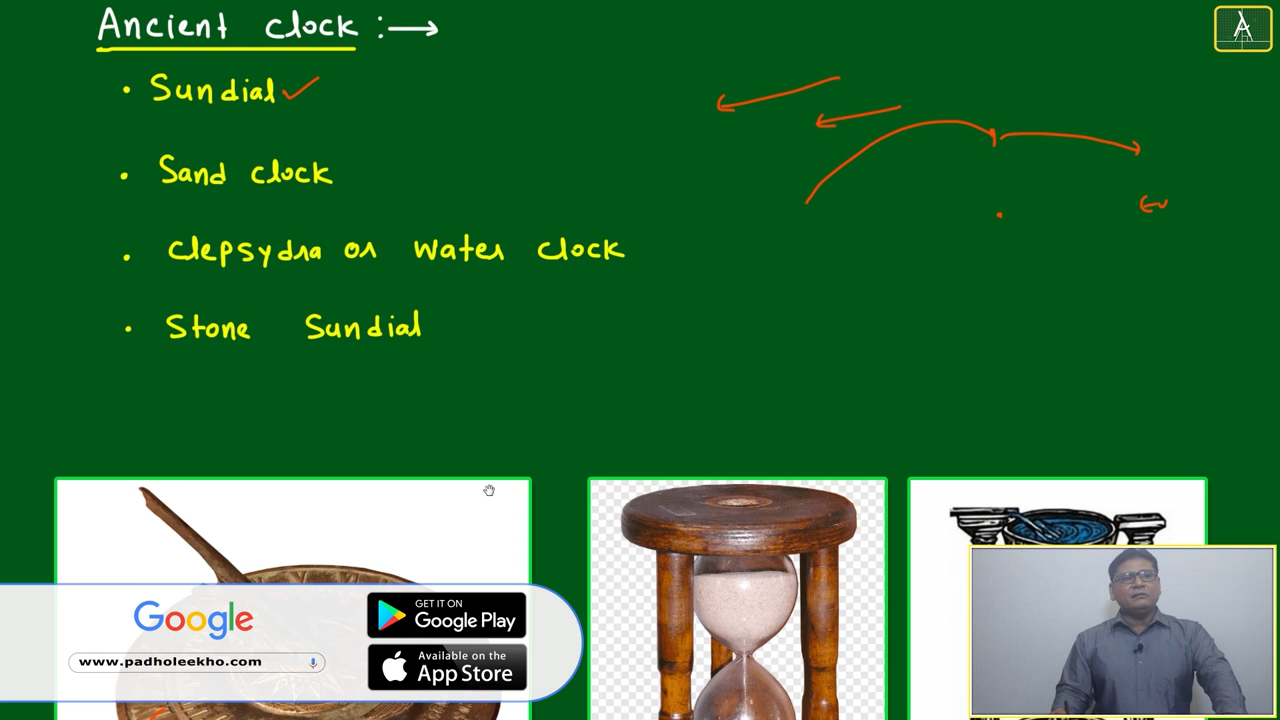 Ancient clock :→
• Sundial ✓
• Sand clock
• Clepsydra or water clock
• Stone Sundial
Google
www.padholeekho.com
GET IT ON
Google Play
Available on the
App Store